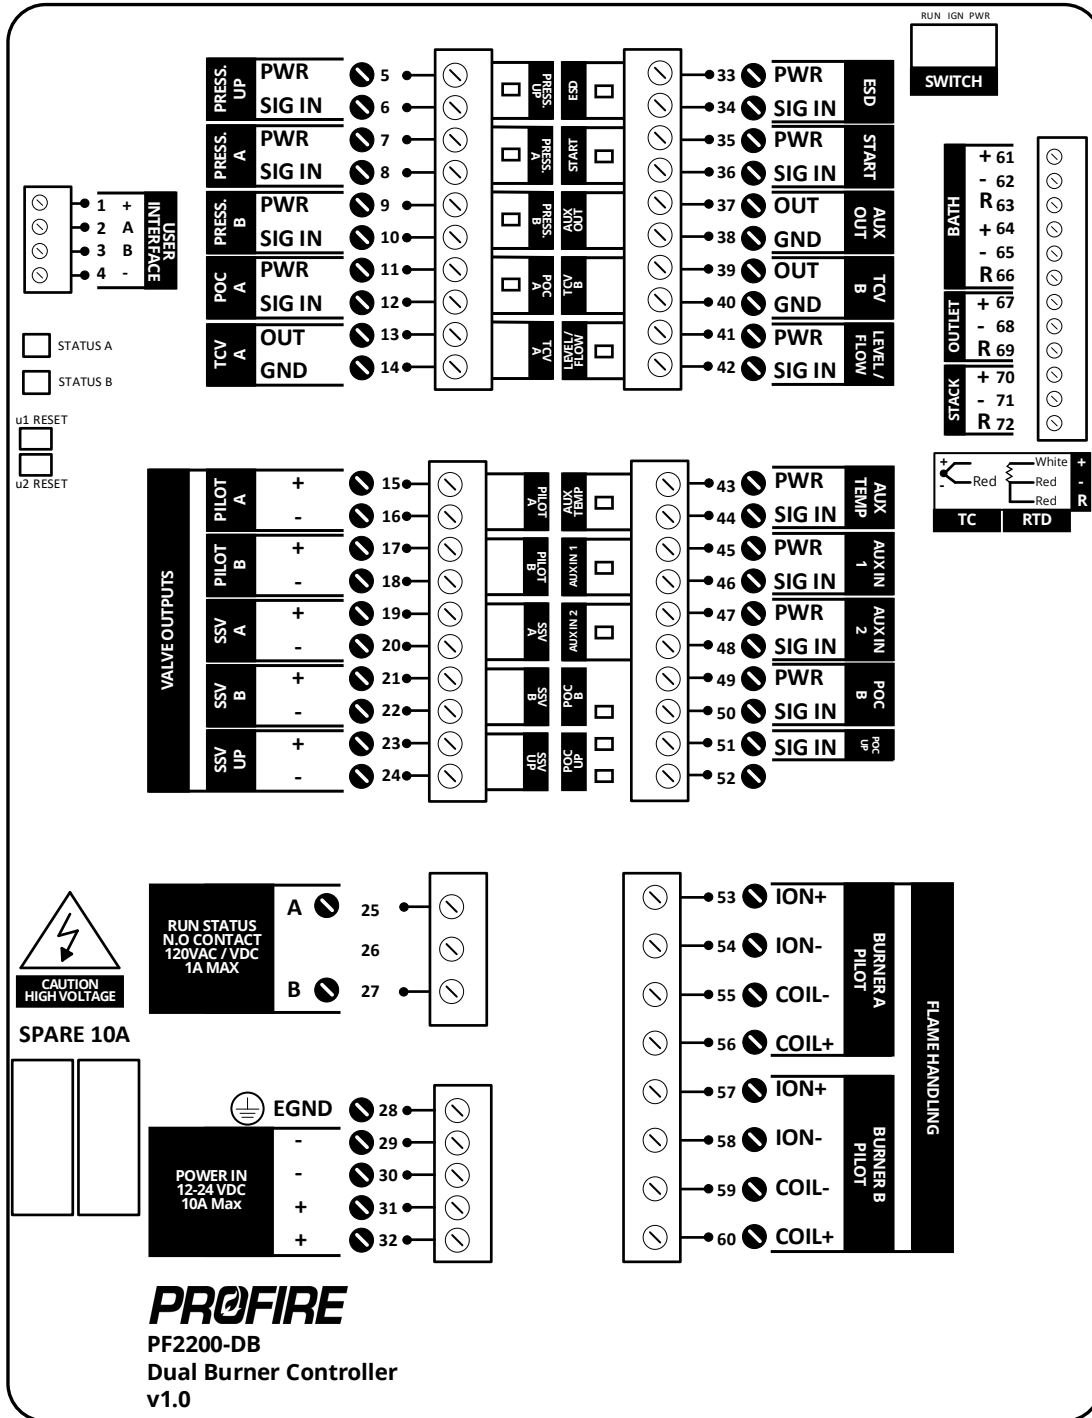 RUN IGN PWR
SWITCH
PRESS. UP
PWR 5
SIG IN 6
PRESS. A
PWR 7
SIG IN 8
PRESS. B
PWR 9
SIG IN 10
POC A
PWR 11
SIG IN 12
TCV A
OUT 13
GND 14
PRESS. UP
PRESS. A
PRESS. B
POC A
TCV A
ESD
START
AUX OUT
TCV B
LEVEL/ FLOW
33 PWR
34 SIG IN
ESD
35 PWR
36 SIG IN
START
37 OUT
38 GND
AUX OUT
39 OUT
40 GND
TCV B
41 PWR
42 SIG IN
LEVEL / FLOW
1 +
2 A
3 B
4 -
USER INTERFACE
STATUS A
STATUS B
u1 RESET
u2 RESET
BATH
+ 61
- 62
R 63
+ 64
- 65
R 66
OUTLET
+ 67
- 68
R 69
STACK
+ 70
- 71
R 72
+
-
Red
TC
White +
Red -
Red R
RTD
VALVE OUTPUTS
PILOT A
+ 15
- 16
PILOT B
+ 17
- 18
SSV A
+ 19
- 20
SSV B
+ 21
- 22
SSV UP
+ 23
- 24
PILOT A
PILOT B
SSV A
SSV B
SSV UP
AUX TEMP
AUX IN 1
AUX IN 2
POC B
POC UP
43 PWR
44 SIG IN
AUX TEMP
45 PWR
46 SIG IN
AUX IN 1
47 PWR
48 SIG IN
AUX IN 2
49 PWR
50 SIG IN
POC B
51 SIG IN
POC UP
52
CAUTION
HIGH VOLTAGE
SPARE 10A
RUN STATUS
N.O CONTACT
120VAC / VDC
1A MAX
A 25
26
B 27
EGND 28
POWER IN
12-24 VDC
10A Max
- 29
- 30
+ 31
+ 32
53 ION+
54 ION-
55 COIL-
56 COIL+
BURNER A PILOT
57 ION+
58 ION-
59 COIL-
60 COIL+
BURNER B PILOT
FLAME HANDLING
PROFIRE
PF2200-DB
Dual Burner Controller
v1.0